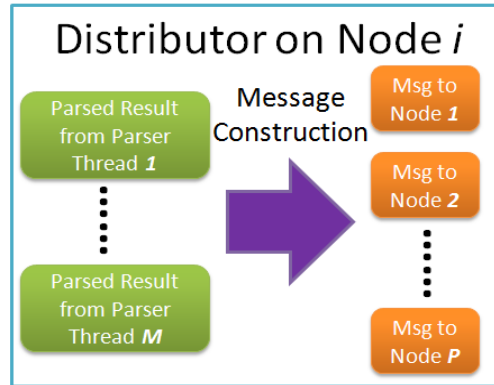 Distributor on Node i
Parsed Result
from Parser
Thread 1
Parsed Result
from Parser
Thread M
Message
Construction
Msg to
Node 1
Msg to
Node 2
Msg to
Node P